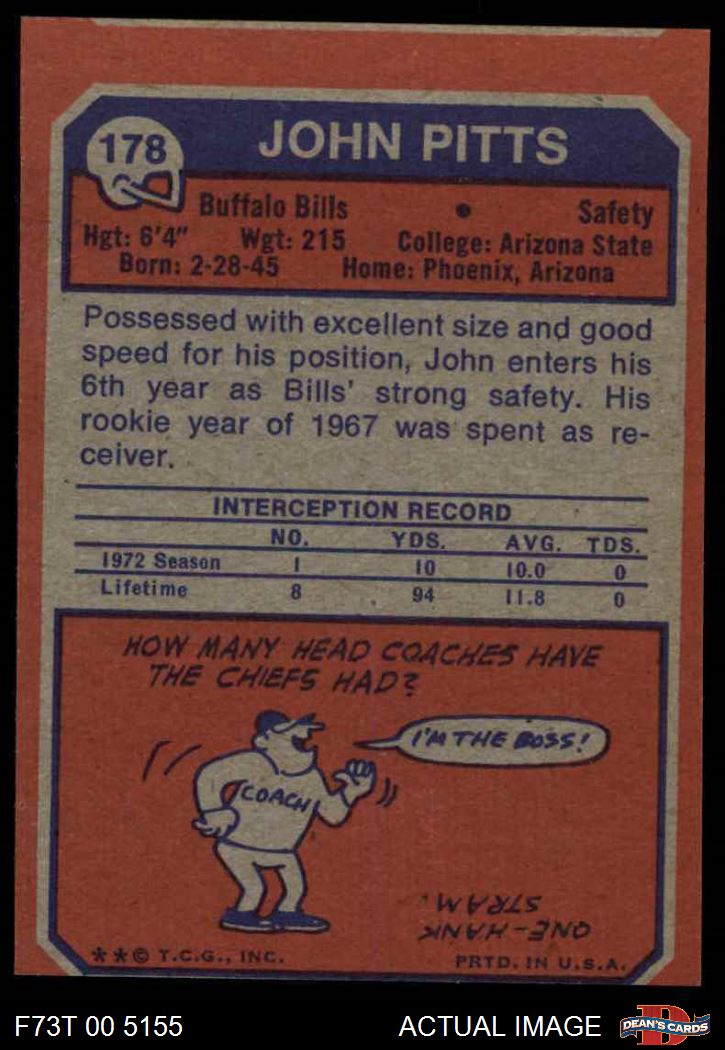 178
JOHN PITTS
Buffalo Bills • Safety
Hgt: 6'4" Wgt: 215 College: Arizona State
Born: 2-28-45 Home: Phoenix, Arizona
Possessed with excellent size and good
speed for his position, John enters his
6th year as Bills' strong safety. His
rookie year of 1967 was spent as re-
ceiver.
INTERCEPTION RECORD
NO. YDS. AVG. TDS.
1972 Season 1 10 10.0 0
Lifetime 8 94 11.8 0
HOW MANY HEAD COACHES HAVE
THE CHIEFS HAD?
I'M THE BOSS!
COACH
ONE-HANK
STRAM.
**© T.C.G., INC. PRTD. IN U.S.A.
F73T 00 5155 ACTUAL IMAGE
D
DEAN'S CARDS